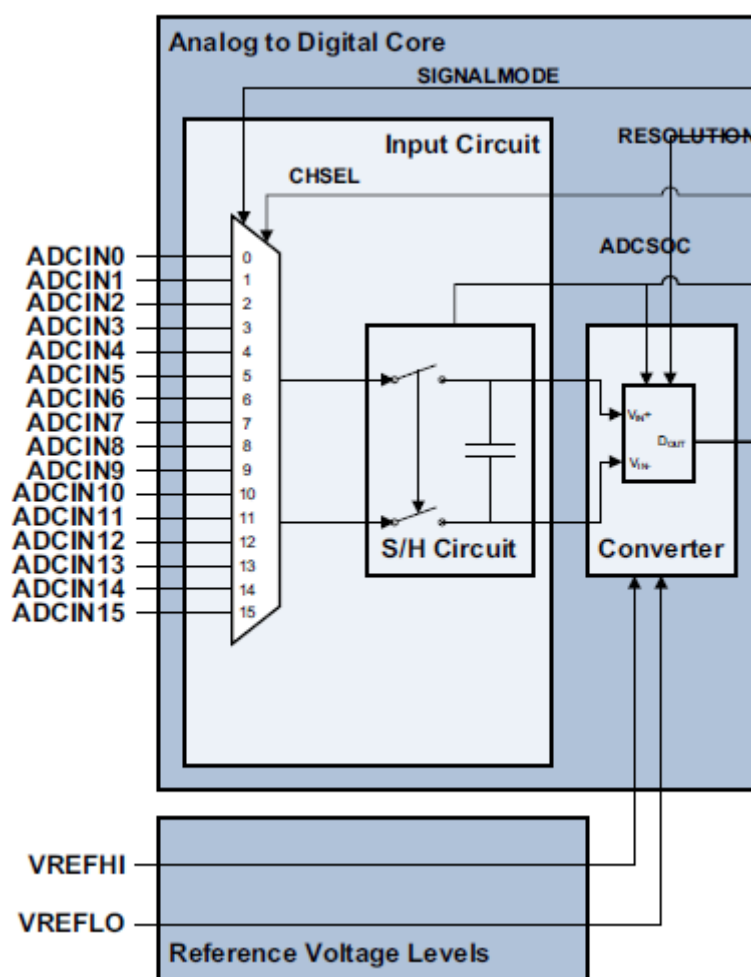 Analog to Digital Core
SIGNALMODE
Input Circuit
RESOLUTION
CHSEL
ADCSOC
ADCIN0 0
ADCIN1 1
ADCIN2 2
ADCIN3 3
ADCIN4 4
ADCIN5 5
ADCIN6 6
ADCIN7 7
ADCIN8 8
ADCIN9 9
ADCIN10 10
ADCIN11 11
ADCIN12 12
ADCIN13 13
ADCIN14 14
ADCIN15 15
VIN+
DOUT
VIN-
S/H Circuit
Converter
VREFHI
VREFLO
Reference Voltage Levels